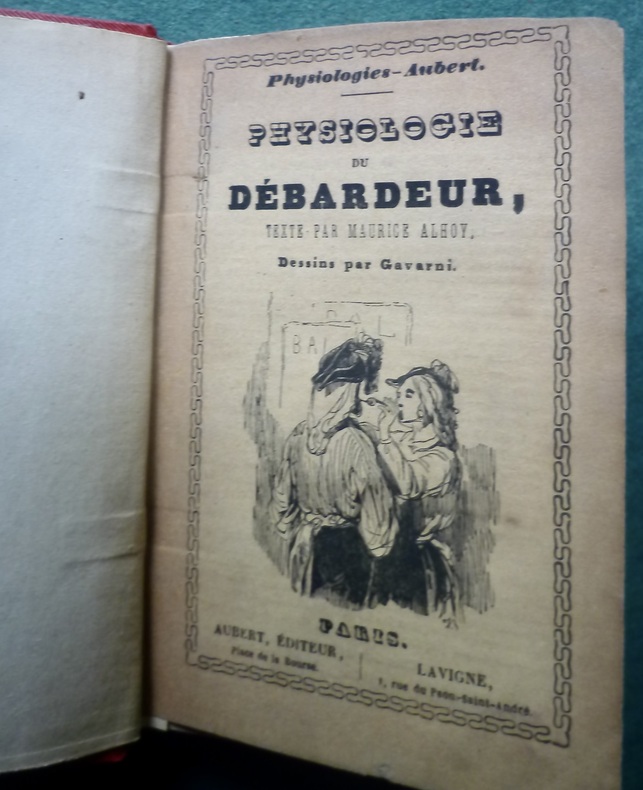 Physiologies-Aubert.
PHYSIOLOGIE
DU
DÉBARDEUR,
TEXTE PAR MAURICE ALHOY,
Dessins par Gavarni.
BAL
BAL
PARIS.
AUBERT, ÉDITEUR,
Place de la Bourse.
LAVIGNE,
1, rue du Paon-Saint-André.